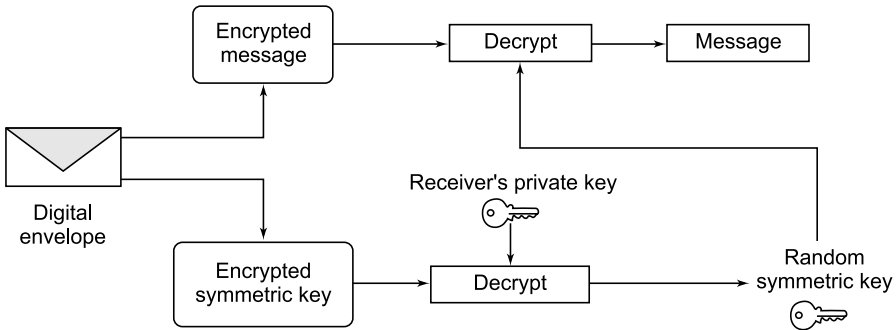 Encrypted
message
Decrypt
Message
Digital
envelope
Receiver's private key
Encrypted
symmetric key
Decrypt
Random
symmetric key